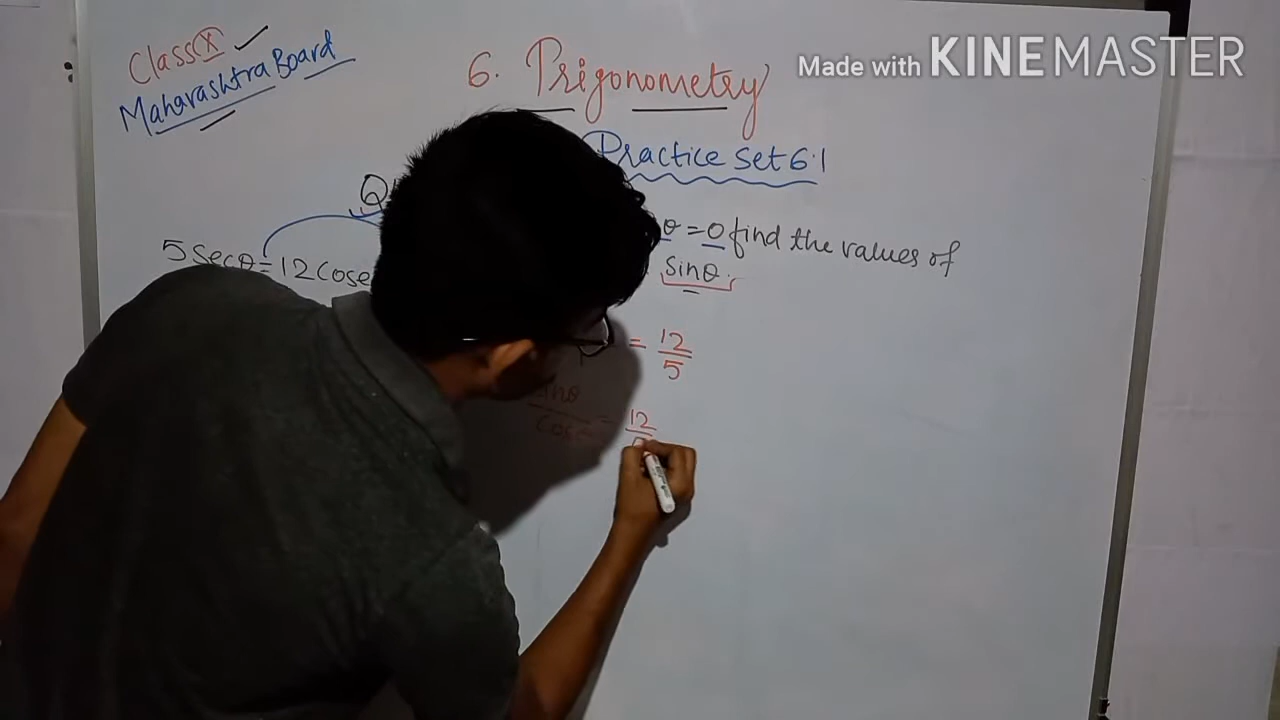 Class X
Maharashtra Board
6. Trigonometry
Made with KINEMASTER
Practice Set 6.1
θ = 0 find the values of
5 Secθ = 12 Cose
Sinθ.
= 12/5
Sinθ/Cosθ = 12/